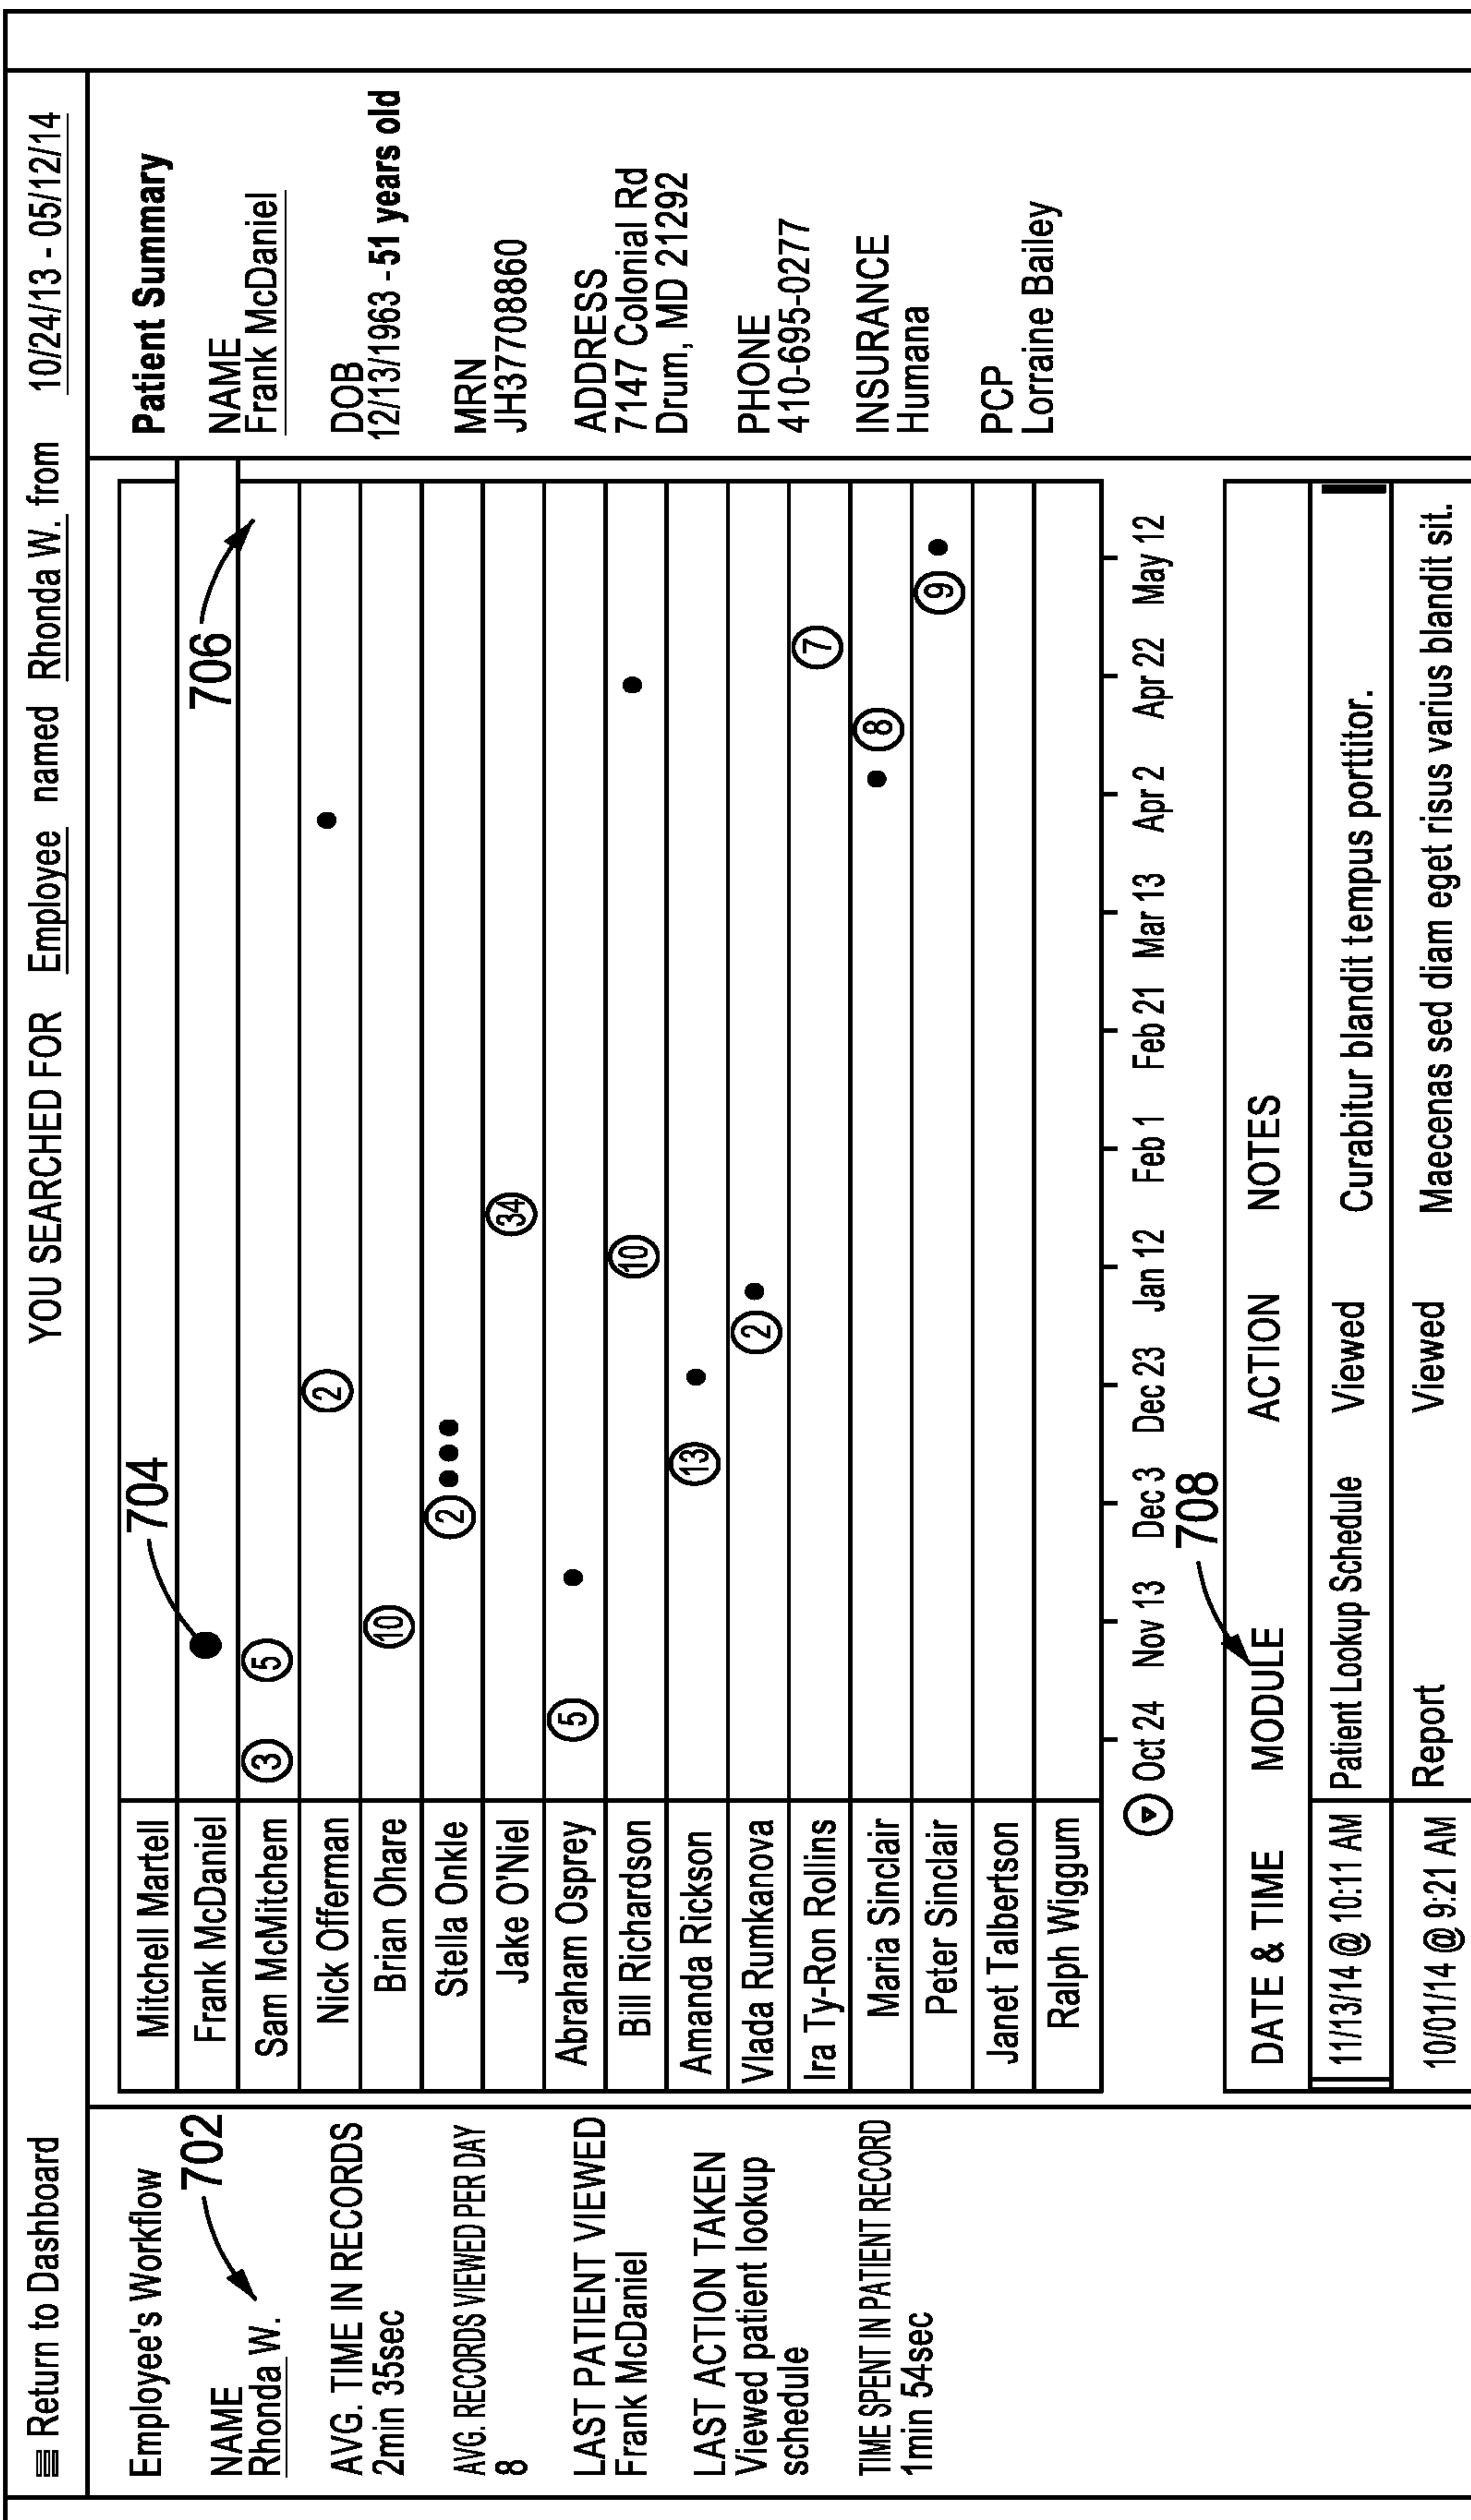 Return to Dashboard
YOU SEARCHED FOR Employee named Rhonda W. from 10/24/13 - 05/12/14
Employee's Workflow
702
NAME
Rhonda W.
AVG. TIME IN RECORDS
2min 35sec
AVG. RECORDS VIEWED PER DAY
8
LAST PATIENT VIEWED
Frank McDaniel
LAST ACTION TAKEN
Viewed patient lookup
schedule
TIME SPENT IN PATIENT RECORD
1min 54sec
704
706
Mitchell Martell
Frank McDaniel
Sam McMitchem 3 5
Nick Offerman 2
Brian Ohare 10
Stella Onkle 2
Jake O'Niel 34
Abraham Osprey 5
Bill Richardson 10
Amanda Rickson 13
Vlada Rumkanova 2
Ira Ty-Ron Rollins 7
Maria Sinclair 8
Peter Sinclair 9
Janet Talbertson
Ralph Wiggum
Oct 24 Nov 13 Dec 3 Dec 23 Jan 12 Feb 1 Feb 21 Mar 13 Apr 2 Apr 22 May 12
708
DATE & TIME MODULE ACTION NOTES
11/13/14 @ 10:11 AM Patient Lookup Schedule Viewed Curabitur blandit tempus porttitor.
10/01/14 @ 9:21 AM Report Viewed Maecenas sed diam eget risus varius blandit sit.
Patient Summary
NAME
Frank McDaniel
DOB
12/13/1963 - 51 years old
MRN
JH37708860
ADDRESS
7147 Colonial Rd
Drum, MD 21292
PHONE
410-695-0277
INSURANCE
Humana
PCP
Lorraine Bailey